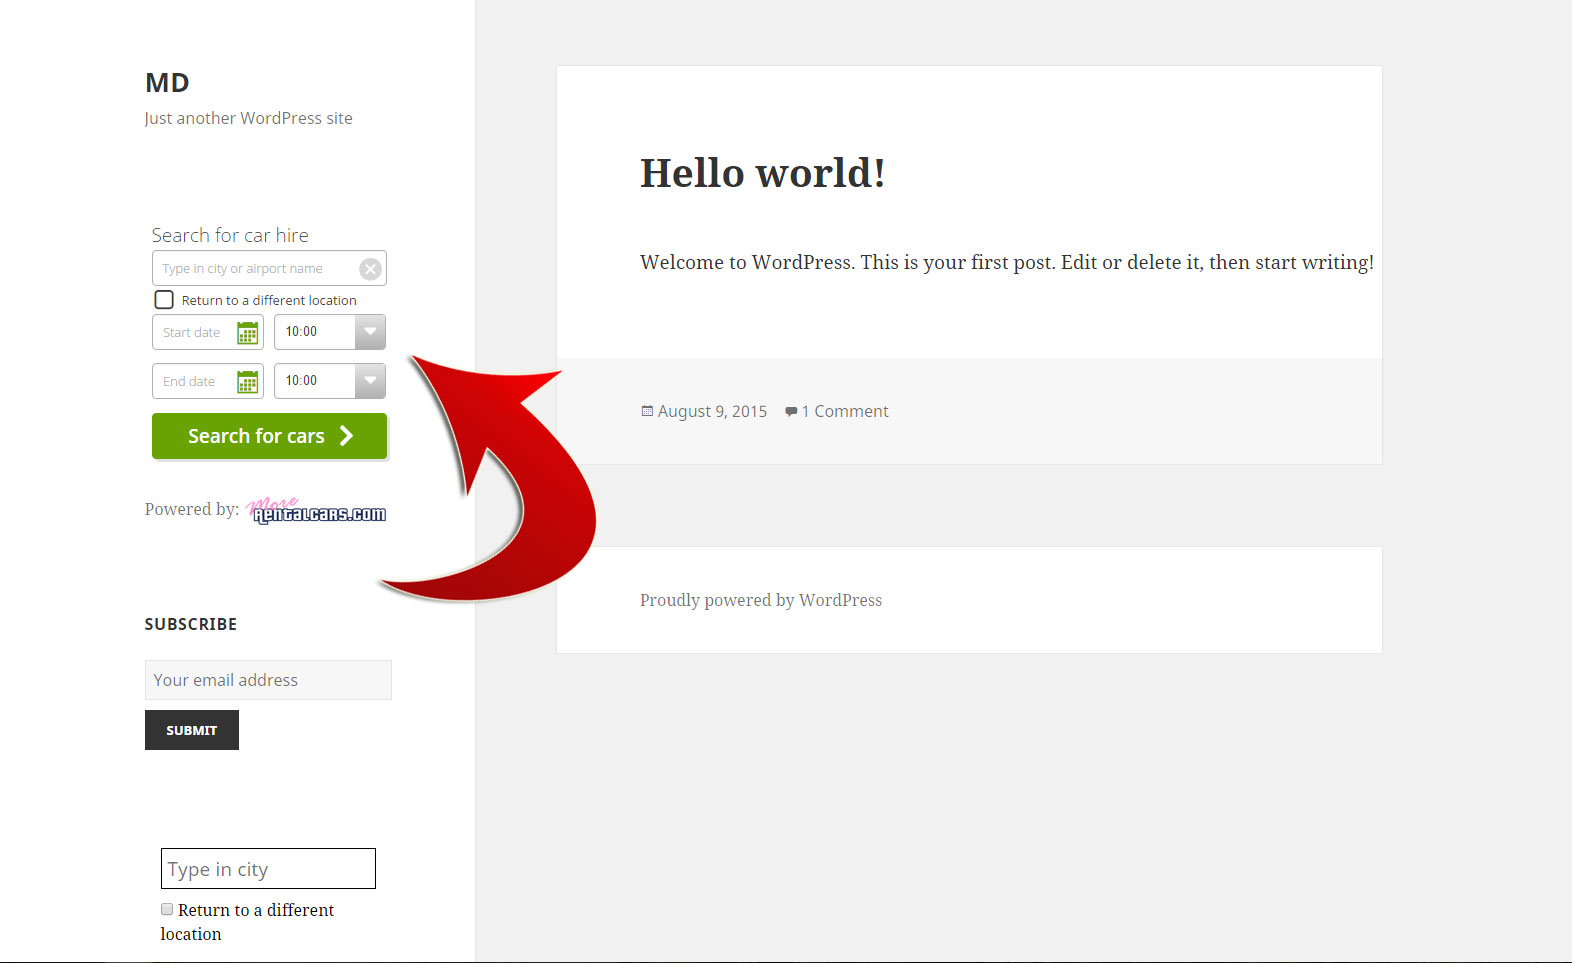 MD
Just another WordPress site
Search for car hire
Type in city or airport name
Return to a different location
Start date
10:00
End date
10:00
Search for cars
Powered by: More
RentalCars.com
SUBSCRIBE
Your email address
SUBMIT
Type in city
Return to a different
location
Hello world!
Welcome to WordPress. This is your first post. Edit or delete it, then start writing!
August 9, 2015 1 Comment
Proudly powered by WordPress